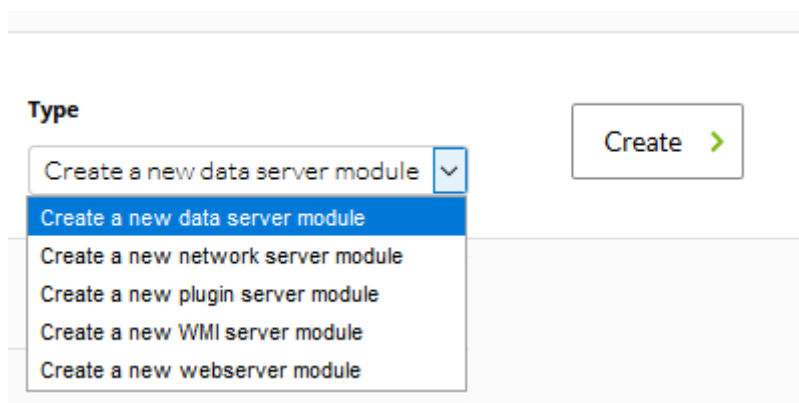 Type
Create a new data server module
Create
Create a new data server module
Create a new network server module
Create a new plugin server module
Create a new WMI server module
Create a new webserver module